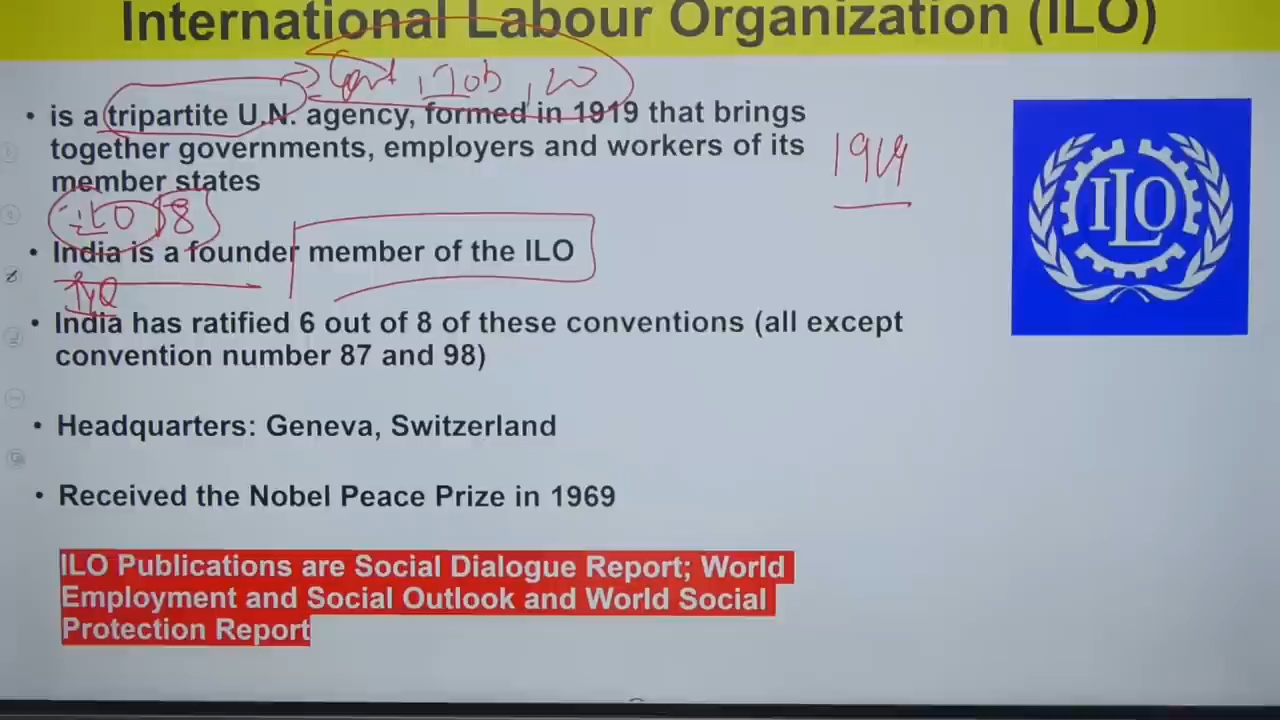 International Labour Organization (ILO)
• is a tripartite U.N. agency, formed in 1919 that brings
together governments, employers and workers of its
member states
1919
ILO 8
• India is a founder member of the ILO
• India has ratified 6 out of 8 of these conventions (all except
convention number 87 and 98)
• Headquarters: Geneva, Switzerland
• Received the Nobel Peace Prize in 1969
ILO Publications are Social Dialogue Report; World
Employment and Social Outlook and World Social
Protection Report
ILO